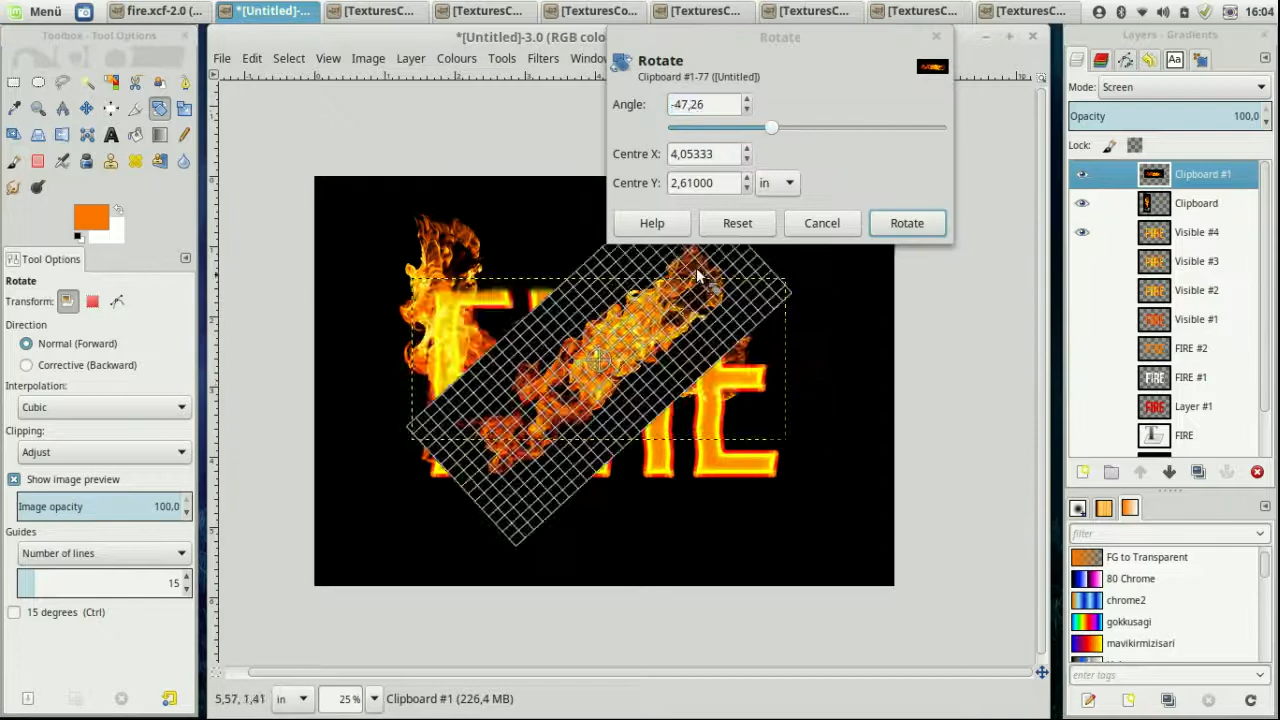 Menü
fire.xcf-2.0 (...
*[Untitled]-...
[TexturesC...
[TexturesC...
[TexturesCo...
[TexturesC...
[TexturesC...
[TexturesC...
[TexturesC...
16:04
Toolbox - Tool Options
*[Untitled]-3.0 (RGB colo
Rotate
Layers - Gradients
File Edit Select View Image Layer Colours Tools Filters Windo
Rotate
Clipboard #1-77 ([Untitled])
Angle: -47,26
Centre X: 4,05333
Centre Y: 2,61000 in
Help Reset Cancel Rotate
Tool Options
Rotate
Transform:
Direction
Normal (Forward)
Corrective (Backward)
Interpolation:
Cubic
Clipping:
Adjust
Show image preview
Image opacity 100,0
Guides
Number of lines
15
15 degrees (Ctrl)
Mode: Screen
Opacity 100,0
Lock:
Clipboard #1
Clipboard
Visible #4
Visible #3
Visible #2
Visible #1
FIRE #2
FIRE #1
Layer #1
FIRE
filter
FG to Transparent
80 Chrome
chrome2
gokkusagi
mavikirmizisari
enter tags
5,57, 1,41 in 25% Clipboard #1 (226,4 MB)